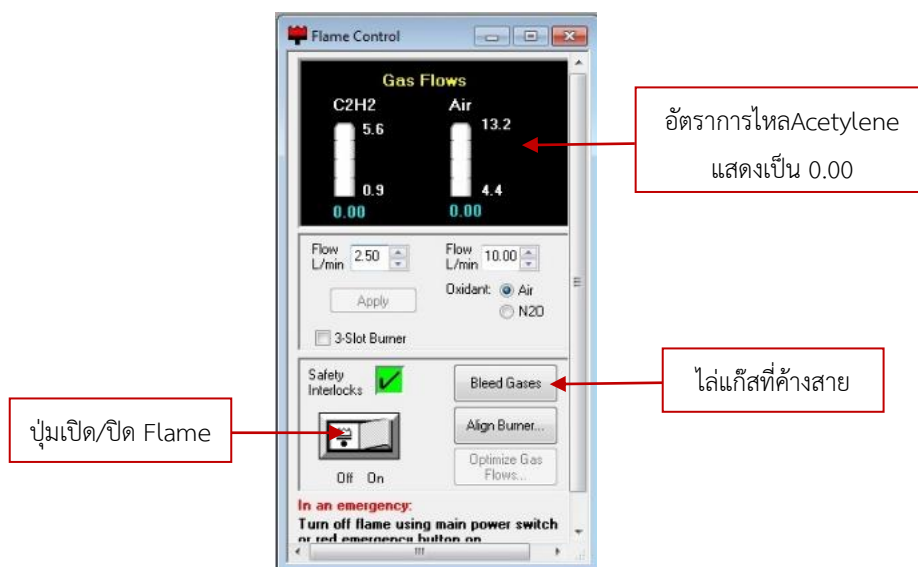 Flame Control
Gas Flows
C2H2 Air
5.6 13.2
0.9 4.4
0.00 0.00
อัตราการไหลAcetylene
แสดงเป็น 0.00
Flow L/min 2.50
Flow L/min 10.00
Apply
Oxidant: Air
N2O
3-Slot Burner
Safety Interlocks
Bleed Gases
ไล่แก๊สที่ค้างสาย
ปุ่มเปิด/ปิด Flame
Align Burner...
Off On
Optimize Gas
Flows...
In an emergency:
Turn off flame using main power switch
or red emergency button on